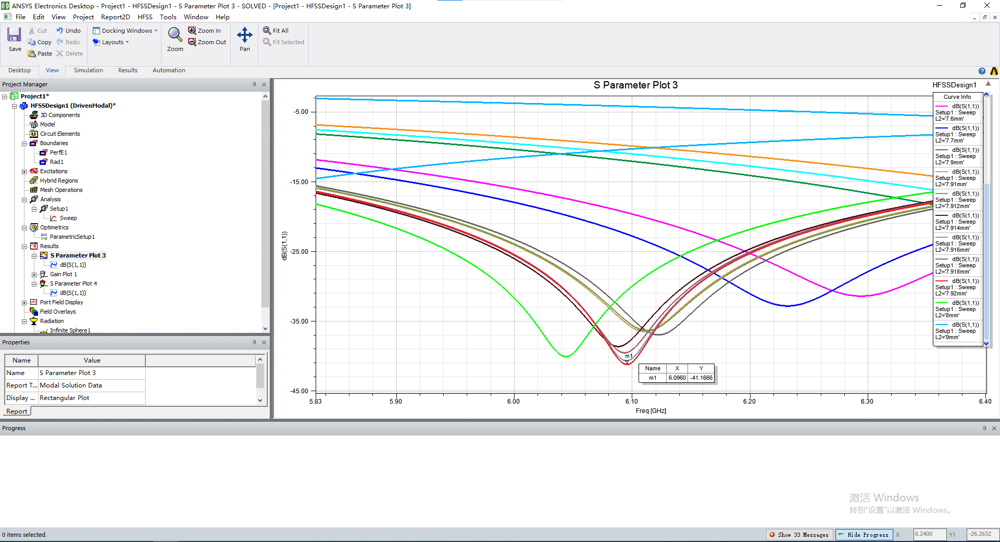 ANSYS Electronics Desktop - Project1 - HFSSDesign1 - S Parameter Plot 3 - SOLVED - [Project1 - HFSSDesign1 - S Parameter Plot 3]
File Edit View Project Report2D HFSS Tools Window Help
Save
Cut
Copy
Paste
Undo
Redo
Delete
Docking Windows
Layouts
Zoom
Zoom In
Zoom Out
Pan
Fit All
Fit Selected
Desktop View Simulation Results Automation
Project Manager
Project1*
HFSSDesign1 (DrivenModal)*
3D Components
Model
Circuit Elements
Boundaries
PerfE1
Rad1
Excitations
Hybrid Regions
Mesh Operations
Analysis
Setup1
Sweep
Optimetrics
ParametricSetup1
Results
S Parameter Plot 3
dB(S(1,1))
Gain Plot 1
S Parameter Plot 4
dB(S(1,1))
Port Field Display
Field Overlays
Radiation
Infinite Sphere1
Properties
Name Value
Name S Parameter Plot 3
Report T... Modal Solution Data
Display ... Rectangular Plot
Report
S Parameter Plot 3
HFSSDesign1
-5.00
-15.00
-25.00
-35.00
-45.00
dB(S(1,1))
5.83 5.90 6.00 6.10 6.20 6.30 6.40
Freq [GHz]
m1
Name X Y
m1 6.0960 -41.1666
Curve Info
dB(S(1,1))
Setup1 : Sweep
L2='7.6mm'
dB(S(1,1))
Setup1 : Sweep
L2='7.7mm'
dB(S(1,1))
Setup1 : Sweep
L2='7.9mm'
dB(S(1,1))
Setup1 : Sweep
L2='7.91mm'
dB(S(1,1))
Setup1 : Sweep
L2='7.912mm'
dB(S(1,1))
Setup1 : Sweep
L2='7.914mm'
dB(S(1,1))
Setup1 : Sweep
L2='7.916mm'
dB(S(1,1))
Setup1 : Sweep
L2='7.918mm'
dB(S(1,1))
Setup1 : Sweep
L2='7.92mm'
dB(S(1,1))
Setup1 : Sweep
L2='8mm'
dB(S(1,1))
Setup1 : Sweep
L2='9mm'
Progress
激活 Windows
转到“设置”以激活 Windows。
0 items selected.
Show 33 Messages
Hide Progress
X 6.2400 Y1 -26.2632